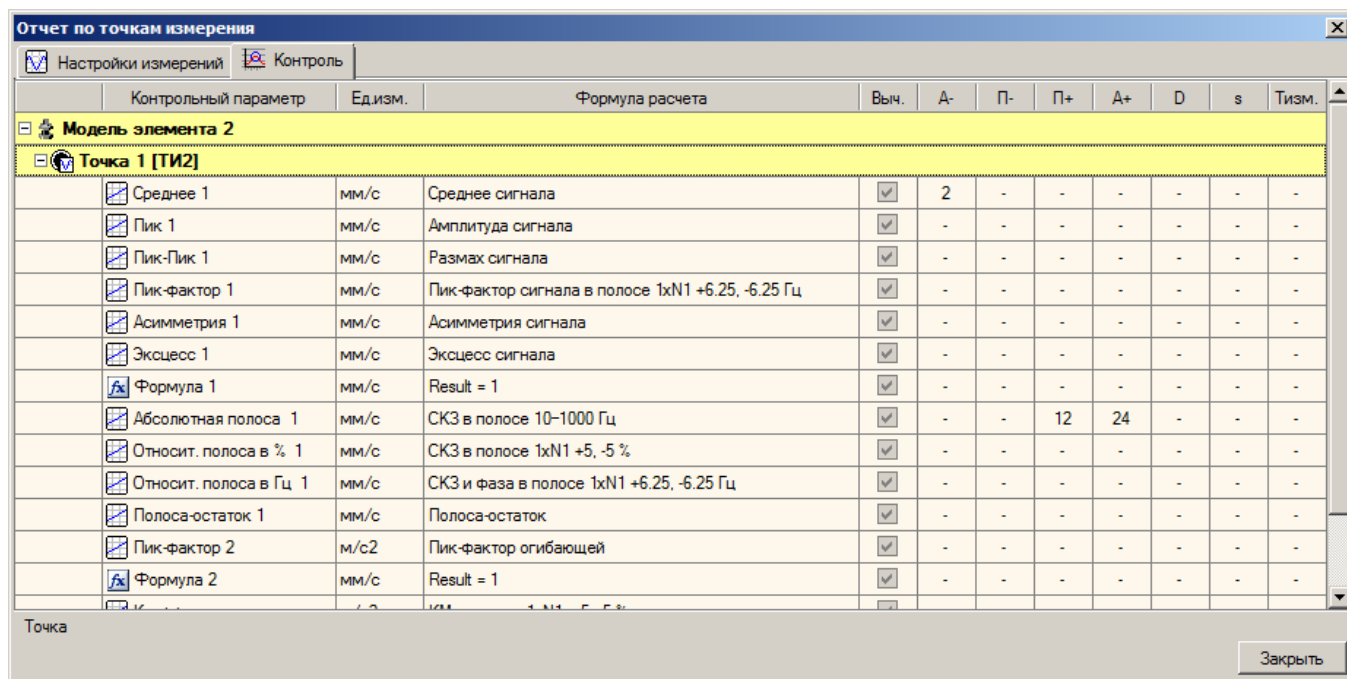 Отчет по точкам измерения
Настройки измерений Контроль
Контрольный параметр Ед.изм. Формула расчета Выч. А- П- П+ А+ D s Тизм.
Модель элемента 2
Точка 1 [ТИ2]
Среднее 1 мм/с Среднее сигнала 2 - - - - - -
Пик 1 мм/с Амплитуда сигнала - - - - - - -
Пик-Пик 1 мм/с Размах сигнала - - - - - - -
Пик-фактор 1 мм/с Пик-фактор сигнала в полосе 1xN1 +6.25, -6.25 Гц - - - - - - -
Асимметрия 1 мм/с Асимметрия сигнала - - - - - - -
Эксцесс 1 мм/с Эксцесс сигнала - - - - - - -
fx Формула 1 мм/с Result = 1 - - - - - - -
Абсолютная полоса 1 мм/с СКЗ в полосе 10-1000 Гц - - 12 24 - - -
Относит. полоса в % 1 мм/с СКЗ в полосе 1xN1 +5, -5 % - - - - - - -
Относит. полоса в Гц 1 мм/с СКЗ и фаза в полосе 1xN1 +6.25, -6.25 Гц - - - - - - -
Полоса-остаток 1 мм/с Полоса-остаток - - - - - - -
Пик-фактор 2 м/с2 Пик-фактор огибающей - - - - - - -
fx Формула 2 мм/с Result = 1 - - - - - - -
Точка
Закрыть